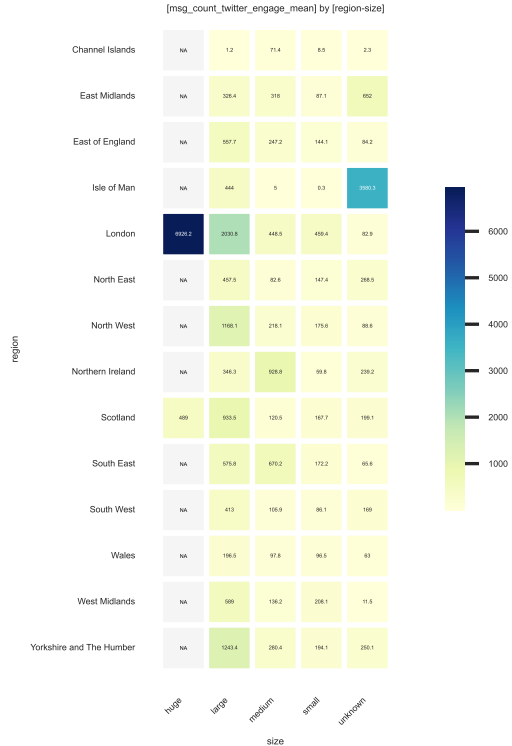 [msg_count_twitter_engage_mean] by [region-size]
Channel Islands NA 1.2 71.4 8.5 2.3
East Midlands NA 326.4 318 87.1 652
East of England NA 557.7 247.2 144.1 84.2
Isle of Man NA 444 5 0.3 3590.3
London 6926.2 2030.8 448.5 459.4 82.9
North East NA 457.5 82.6 147.4 268.5
North West NA 1168.1 218.1 175.6 88.6
Northern Ireland NA 346.3 928.8 59.8 239.2
Scotland 489 933.5 120.5 167.7 199.1
South East NA 575.8 670.2 172.2 65.6
South West NA 413 105.9 86.1 169
Wales NA 196.5 97.8 96.5 63
West Midlands NA 589 136.2 208.1 11.5
Yorkshire and The Humber NA 1243.4 280.4 194.1 250.1
huge large medium small unknown
size
region
6000
5000
4000
3000
2000
1000